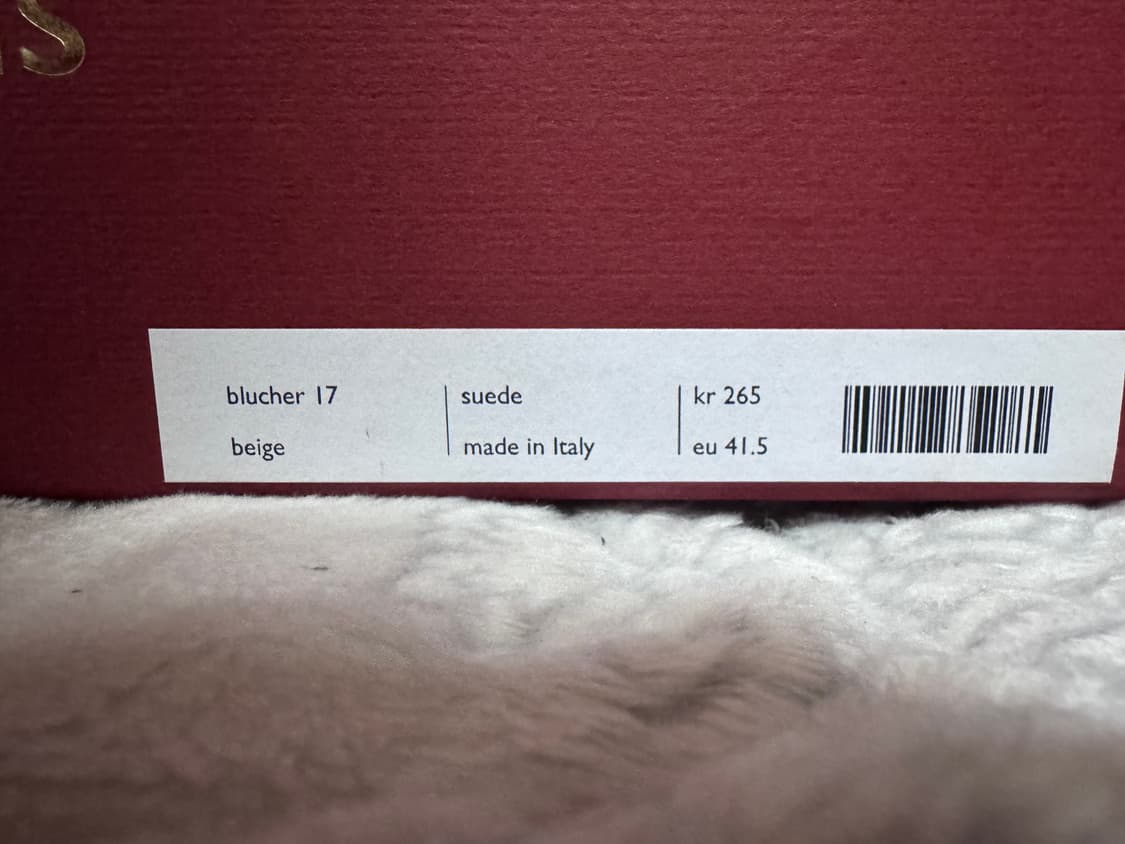 blucher 17
beige
suede
made in Italy
kr 265
eu 41.5